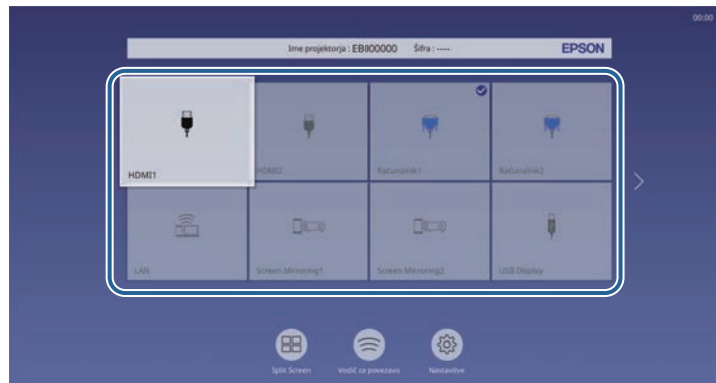 00:00
Ime projektorja : EB800000 Šifra : ---- EPSON
HDMI1 HDMI2 Računalnik1 Računalnik2
LAN Screen Mirroring1 Screen Mirroring2 USB Display
Split Screen Vodič za povezavo Nastavitve